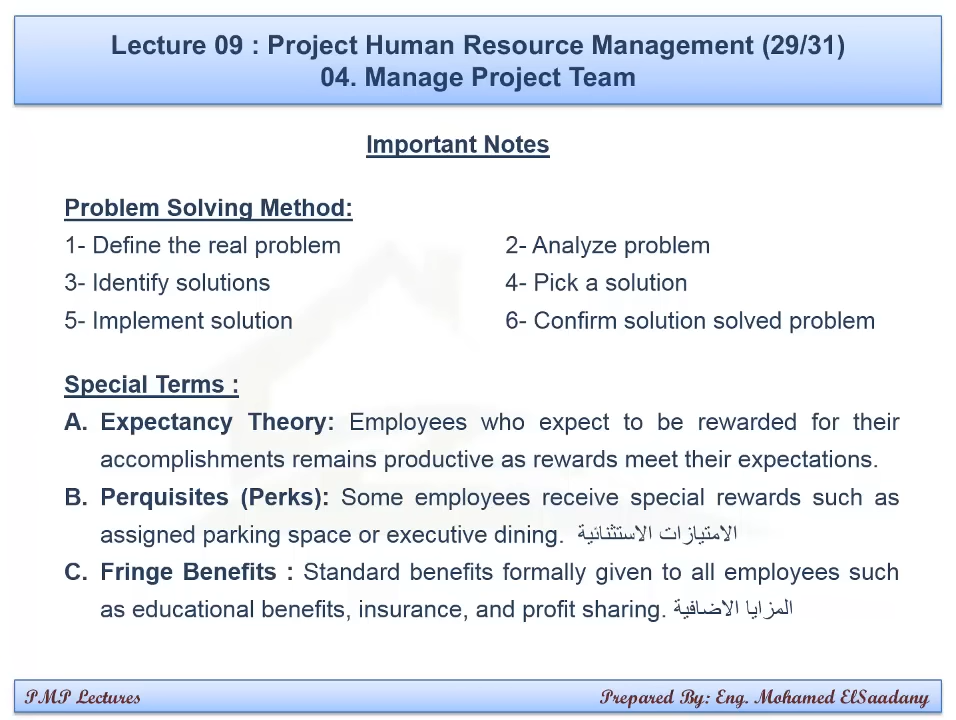 Lecture 09 : Project Human Resource Management (29/31)
04. Manage Project Team
Important Notes
Problem Solving Method:
1- Define the real problem 2- Analyze problem
3- Identify solutions 4- Pick a solution
5- Implement solution 6- Confirm solution solved problem
Special Terms :
A. Expectancy Theory: Employees who expect to be rewarded for their
accomplishments remains productive as rewards meet their expectations.
B. Perquisites (Perks): Some employees receive special rewards such as
assigned parking space or executive dining. الامتيازات الاستثنائية
C. Fringe Benefits : Standard benefits formally given to all employees such
as educational benefits, insurance, and profit sharing. المزايا الاضافية
PMP Lectures Prepared By: Eng. Mohamed ElSaadany